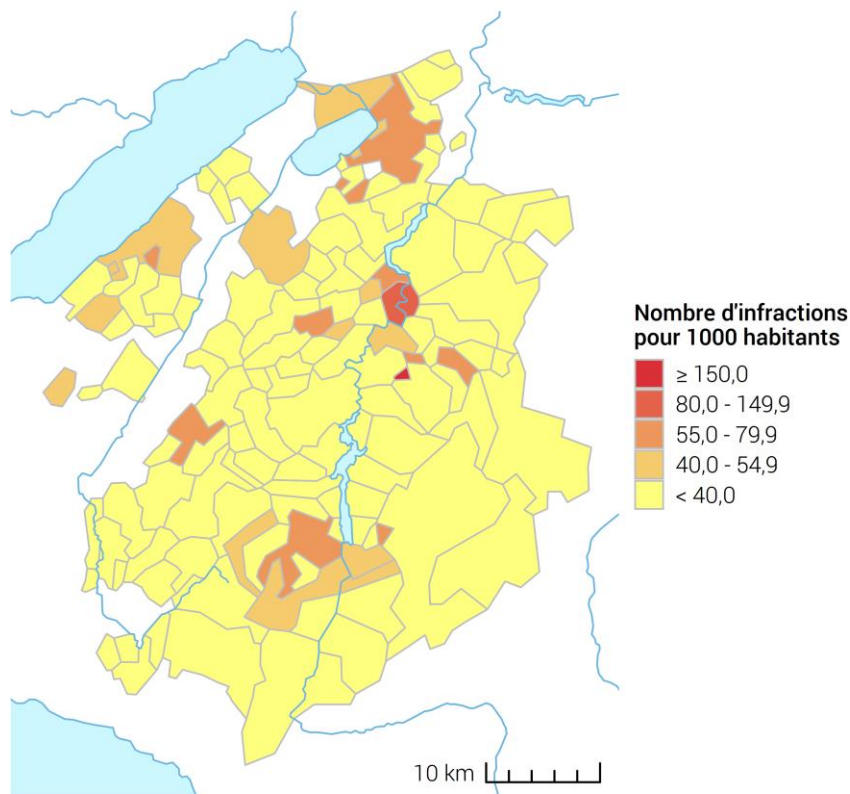 Nombre d'infractions
pour 1000 habitants
≥ 150,0
80,0 - 149,9
55,0 - 79,9
40,0 - 54,9
< 40,0
10 km